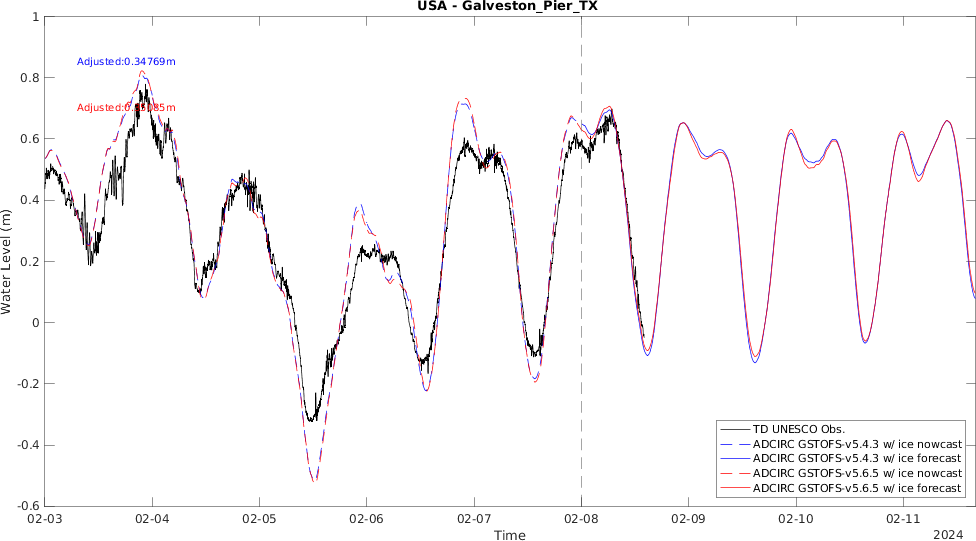 USA - Galveston_Pier_TX
1
0.8
0.6
0.4
0.2
0
-0.2
-0.4
-0.6
Water Level (m)
Adjusted:0.34769m
02-03
02-04
02-05
02-06
02-07
02-08
02-09
02-10
02-11
Time
2024
TD UNESCO Obs.
ADCIRC GSTOFS-v5.4.3 w/ ice nowcast
ADCIRC GSTOFS-v5.4.3 w/ ice forecast
ADCIRC GSTOFS-v5.6.5 w/ ice nowcast
ADCIRC GSTOFS-v5.6.5 w/ ice forecast